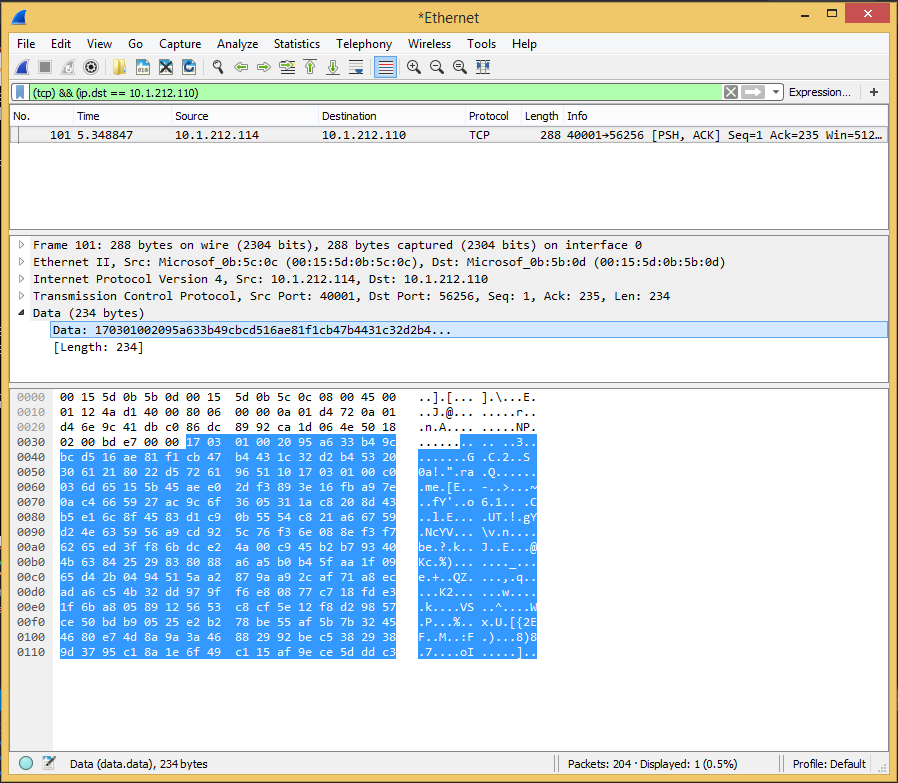 *Ethernet
File Edit View Go Capture Analyze Statistics Telephony Wireless Tools Help
(tcp) && (ip.dst == 10.1.212.110) Expression... +
No. Time Source Destination Protocol Length Info
101 5.348847 10.1.212.114 10.1.212.110 TCP 288 40001→56256 [PSH, ACK] Seq=1 Ack=235 Win=512…
Frame 101: 288 bytes on wire (2304 bits), 288 bytes captured (2304 bits) on interface 0
Ethernet II, Src: Microsof_0b:5c:0c (00:15:5d:0b:5c:0c), Dst: Microsof_0b:5b:0d (00:15:5d:0b:5b:0d)
Internet Protocol Version 4, Src: 10.1.212.114, Dst: 10.1.212.110
Transmission Control Protocol, Src Port: 40001, Dst Port: 56256, Seq: 1, Ack: 235, Len: 234
Data (234 bytes)
Data: 170301002095a633b49cbcd516ae81f1cb47b4431c32d2b4...
[Length: 234]
0000 00 15 5d 0b 5b 0d 00 15 5d 0b 5c 0c 08 00 45 00 ..].[... ].\...E.
0010 01 12 4a d1 40 00 80 06 00 00 0a 01 d4 72 0a 01 ..J.@... .....r..
0020 d4 6e 9c 41 db c0 86 dc 89 92 ca 1d 06 4e 50 18 .n.A.... .....NP.
0030 02 00 bd e7 00 00 17 03 01 00 20 95 a6 33 b4 9c ........ .. ..3..
0040 bc d5 16 ae 81 f1 cb 47 b4 43 1c 32 d2 b4 53 20 .......G .C.2..S
0050 30 61 21 80 22 d5 72 61 96 51 10 17 03 01 00 c0 0a!.".ra .Q......
0060 03 6d 65 15 5b 45 ae e0 2d f3 89 3e 16 fb a9 7e .me.[E.. -..>...~
0070 0a c4 66 59 27 ac 9c 6f 36 05 31 1a c8 20 8d 43 ..fY'..o 6.1.. .C
0080 b5 e1 6c 8f 45 83 d1 c9 0b 55 54 c8 21 a6 67 59 ..l.E... .UT.!.gY
0090 d2 4e 63 59 56 a9 cd 92 5c 76 f3 6e 08 8e f3 f7 .NcYV... \v.n....
00a0 62 65 ed 3f f6 6b dc e2 4a 00 c9 45 b2 b7 93 40 be.?.k.. J..E...@
00b0 4b 63 84 25 29 83 80 88 a6 a5 b0 b4 5f aa 1f 09 Kc.%)... ...._...
00c0 65 d4 2b 04 94 51 5a a2 87 9a a9 2c af 71 a8 ec e.+..QZ. ...,.q..
00d0 ad a6 c5 4b 32 dd 97 9f f6 e8 08 77 c7 18 fd e3 ...K2... ...w....
00e0 1f 6b a8 05 89 12 56 53 c8 cf 5e 12 f8 d2 98 57 .k....VS ..^....W
00f0 ce 50 bd b9 05 25 e2 b2 78 be 55 af 5b 7b 32 45 .P...%.. x.U.[{2E
0100 46 80 e7 4d 8a 9a 3a 46 88 29 92 be c5 38 29 38 F..M..:F .)...8)8
0110 9d 37 95 c1 8a 1e 6f 49 c1 15 af 9e ce 5d dd c3 .7....oI .....]..
Data (data.data), 234 bytes Packets: 204 · Displayed: 1 (0.5%) Profile: Default